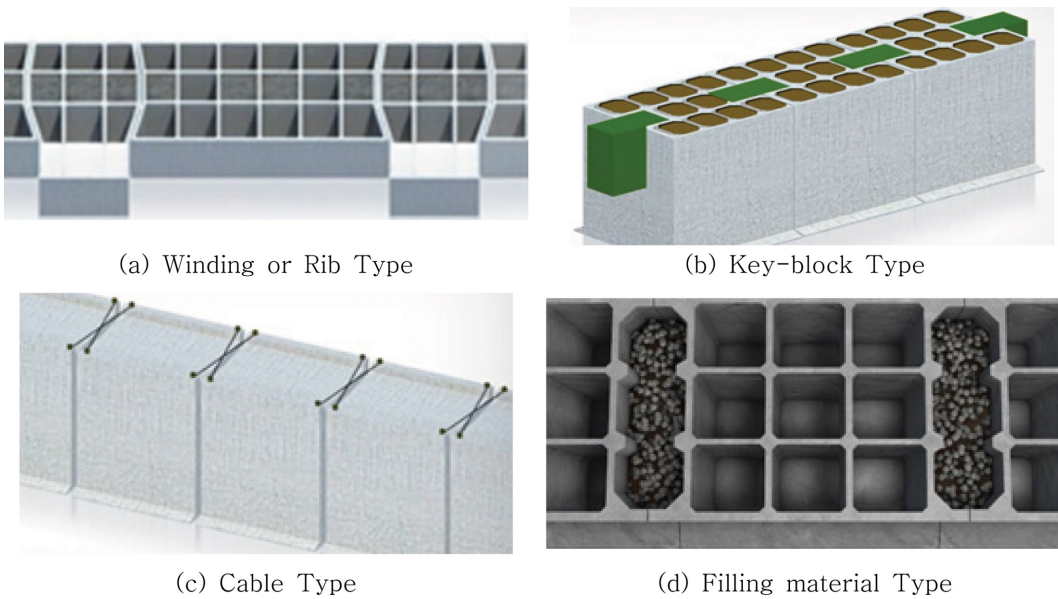 (a) Winding or Rib Type
(b) Key-block Type
(c) Cable Type
(d) Filling material Type